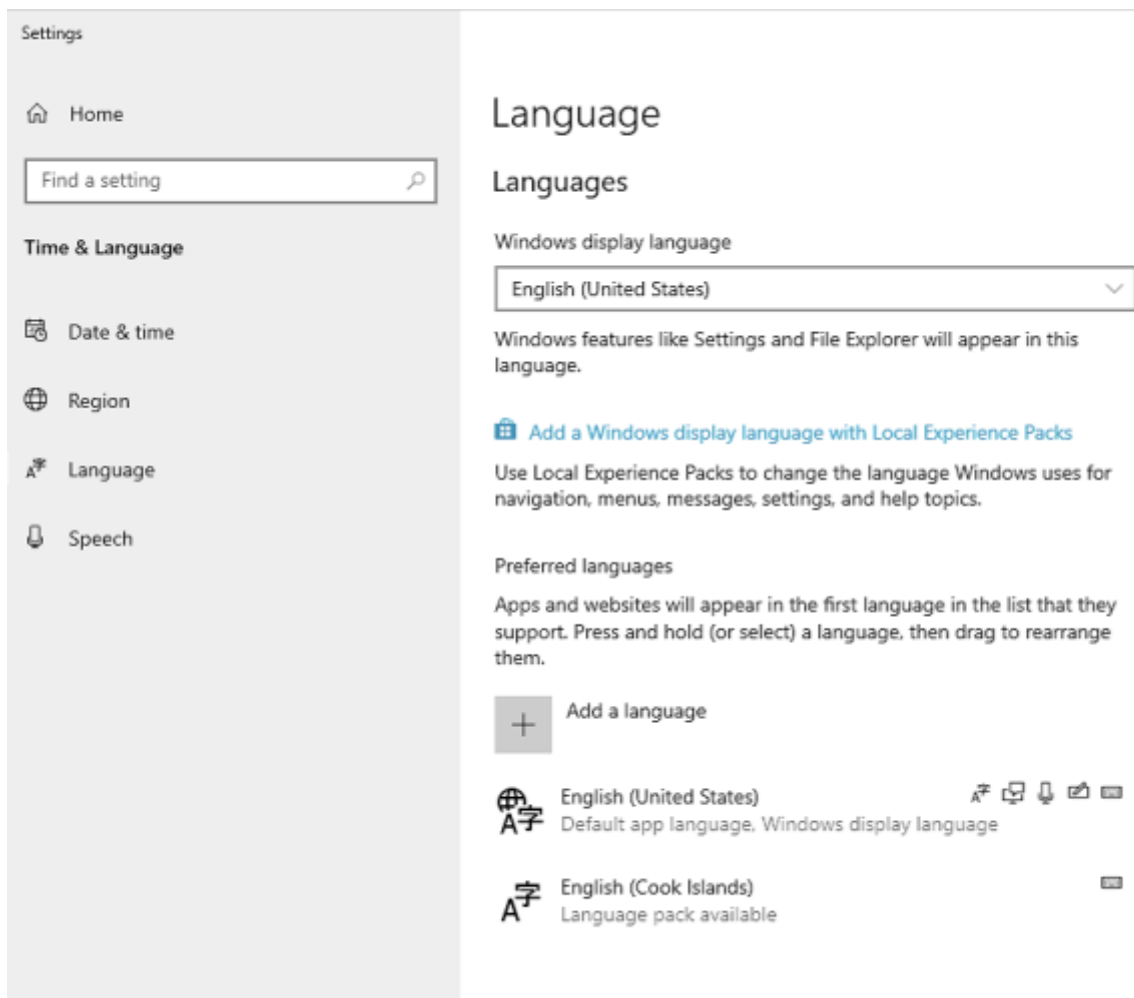 Settings
Home
Find a setting
Time & Language
Date & time
Region
Language
Speech
Language
Languages
Windows display language
English (United States)
Windows features like Settings and File Explorer will appear in this
language.
Add a Windows display language with Local Experience Packs
Use Local Experience Packs to change the language Windows uses for
navigation, menus, messages, settings, and help topics.
Preferred languages
Apps and websites will appear in the first language in the list that they
support. Press and hold (or select) a language, then drag to rearrange
them.
Add a language
English (United States)
Default app language, Windows display language
English (Cook Islands)
Language pack available